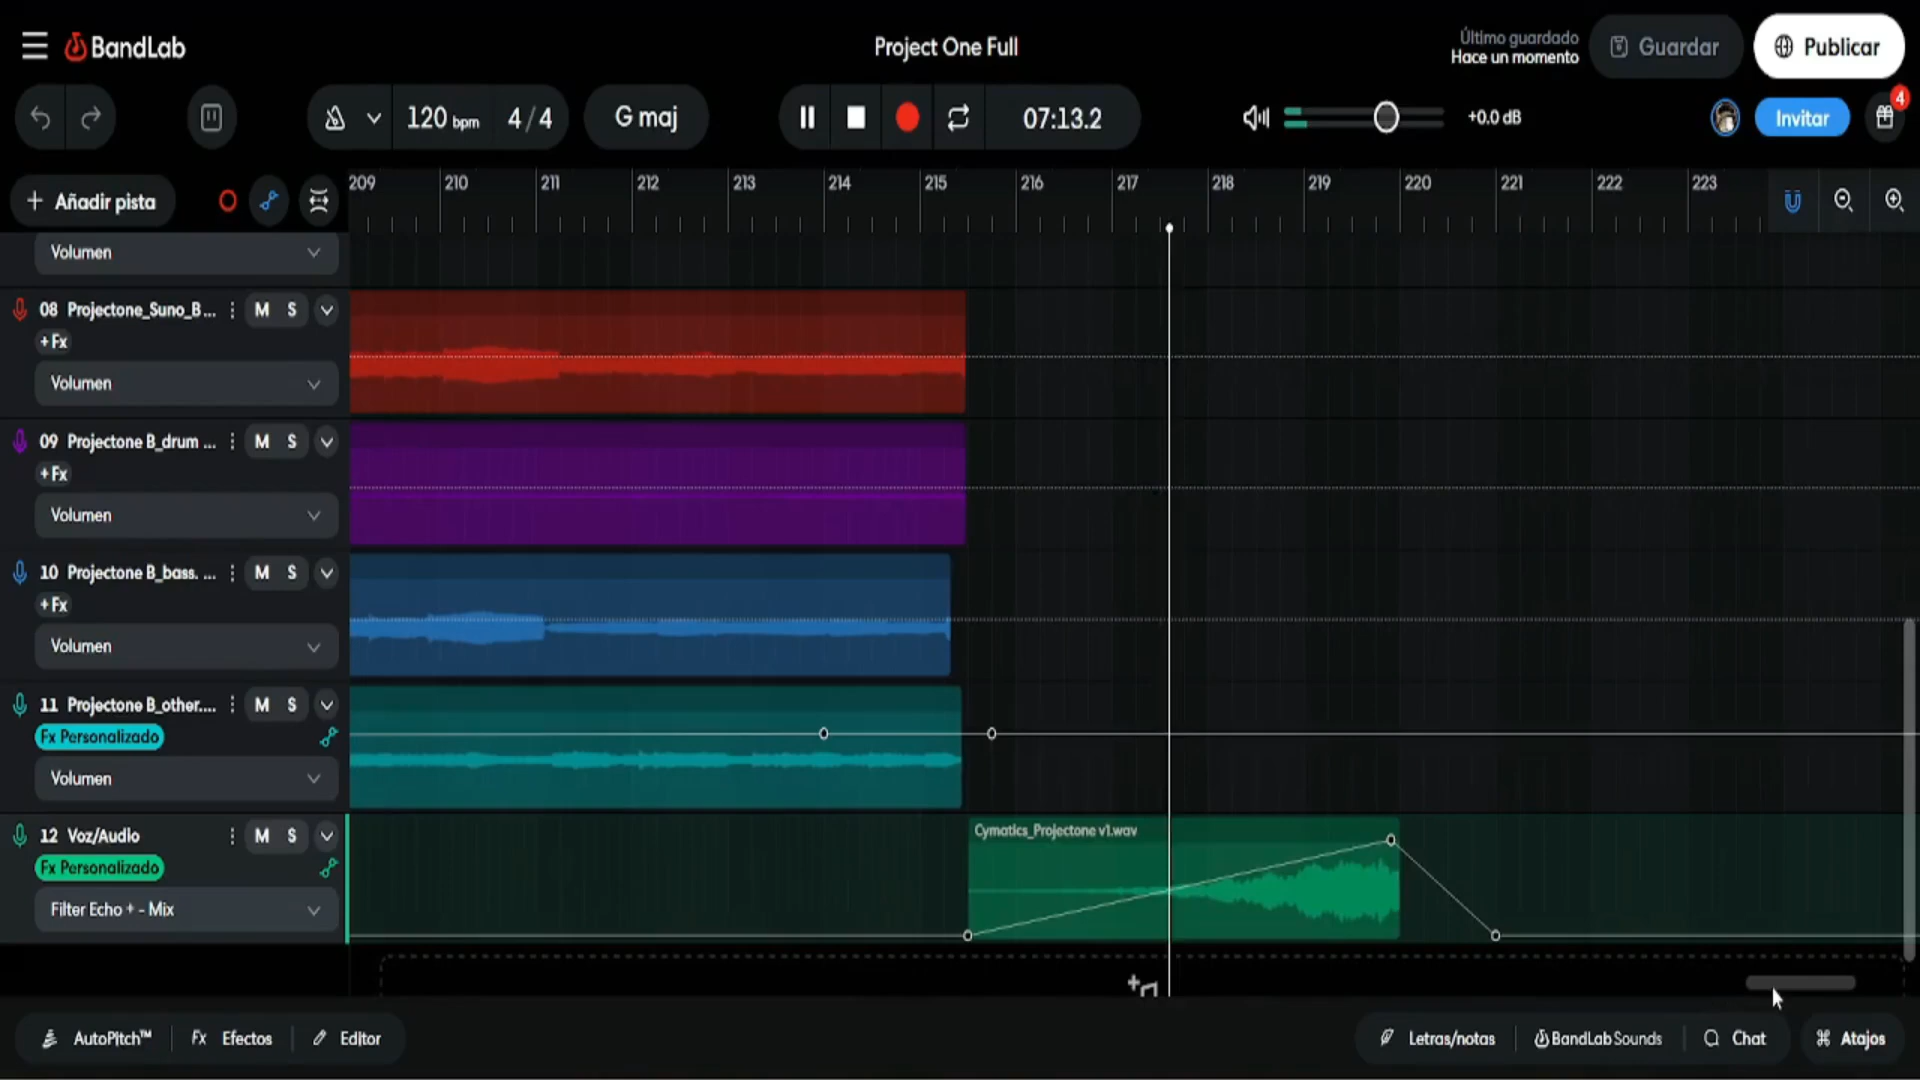 BandLab
Project One Full
Último guardado
Hace un momento
Guardar
Publicar
120 bpm
4/4
G maj
07:13.2
+0.0 dB
Invitar
4
+ Añadir pista
209 210 211 212 213 214 215 216 217 218 219 220 221 222 223
Volumen
08 Projectone_Suno_B... M S
+Fx
Volumen
09 Projectone B_drum ... M S
+Fx
Volumen
10 Projectone B_bass. ... M S
+Fx
Volumen
11 Projectone B_other.... M S
Fx Personalizado
Volumen
12 Voz/Audio M S
Cymatics_Projectone v1.wav
Fx Personalizado
Filter Echo + - Mix
AutoPitch™
Fx Efectos
Editor
Letras/notas
BandLab Sounds
Chat
Atajos